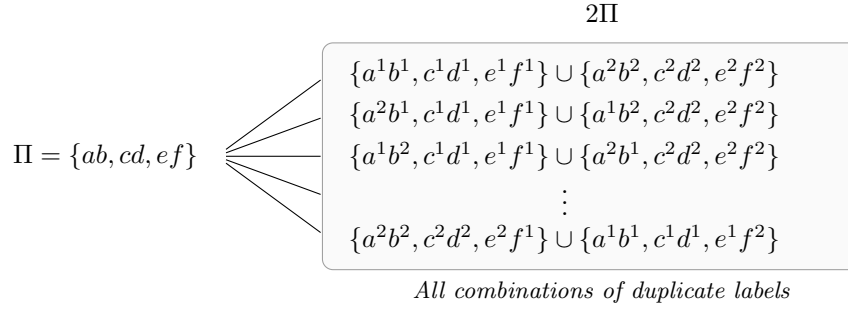 2Π
{a¹b¹, c¹d¹, e¹f¹} ∪ {a²b², c²d², e²f²}
{a²b¹, c¹d¹, e¹f¹} ∪ {a¹b², c²d², e²f²}
Π = {ab, cd, ef}
{a¹b², c¹d¹, e¹f¹} ∪ {a²b¹, c²d², e²f²}
⋮
{a²b², c²d², e²f¹} ∪ {a¹b¹, c¹d¹, e¹f²}
All combinations of duplicate labels